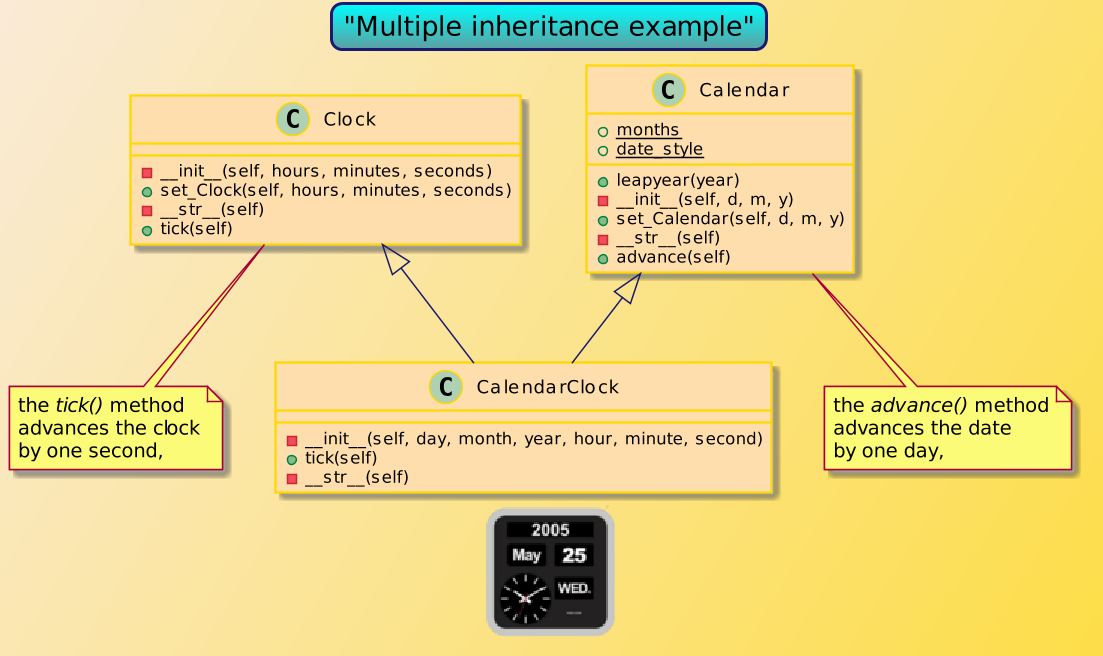 "Multiple inheritance example"
C Clock
__init__(self, hours, minutes, seconds)
set_Clock(self, hours, minutes, seconds)
__str__(self)
tick(self)
C Calendar
months
date_style
leapyear(year)
__init__(self, d, m, y)
set_Calendar(self, d, m, y)
__str__(self)
advance(self)
the tick() method
advances the clock
by one second,
C CalendarClock
__init__(self, day, month, year, hour, minute, second)
tick(self)
__str__(self)
the advance() method
advances the date
by one day,
2005
May 25
WED.